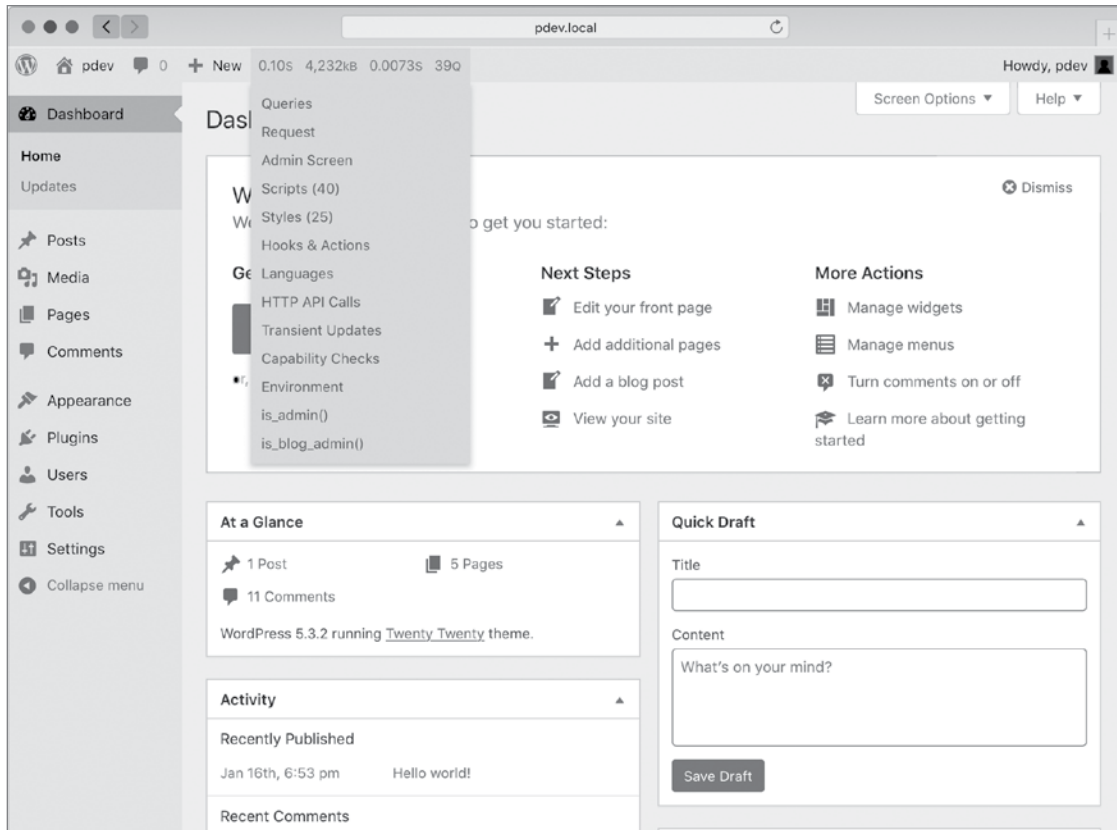 pdev.local
pdev 0 New 0.10s 4,232kB 0.0073s 39Q Howdy, pdev
Dashboard
Home
Updates
Posts
Media
Pages
Comments
Appearance
Plugins
Users
Tools
Settings
Collapse menu
Queries
Request
Admin Screen
Scripts (40)
Styles (25)
Hooks & Actions
Languages
HTTP API Calls
Transient Updates
Capability Checks
Environment
is_admin()
is_blog_admin()
Screen Options ▼ Help ▼
Dismiss
to get you started:
Next Steps
Edit your front page
Add additional pages
Add a blog post
View your site
More Actions
Manage widgets
Manage menus
Turn comments on or off
Learn more about getting
started
At a Glance
1 Post 5 Pages
11 Comments
WordPress 5.3.2 running Twenty Twenty theme.
Activity
Recently Published
Jan 16th, 6:53 pm Hello world!
Recent Comments
Quick Draft
Title
Content
What's on your mind?
Save Draft